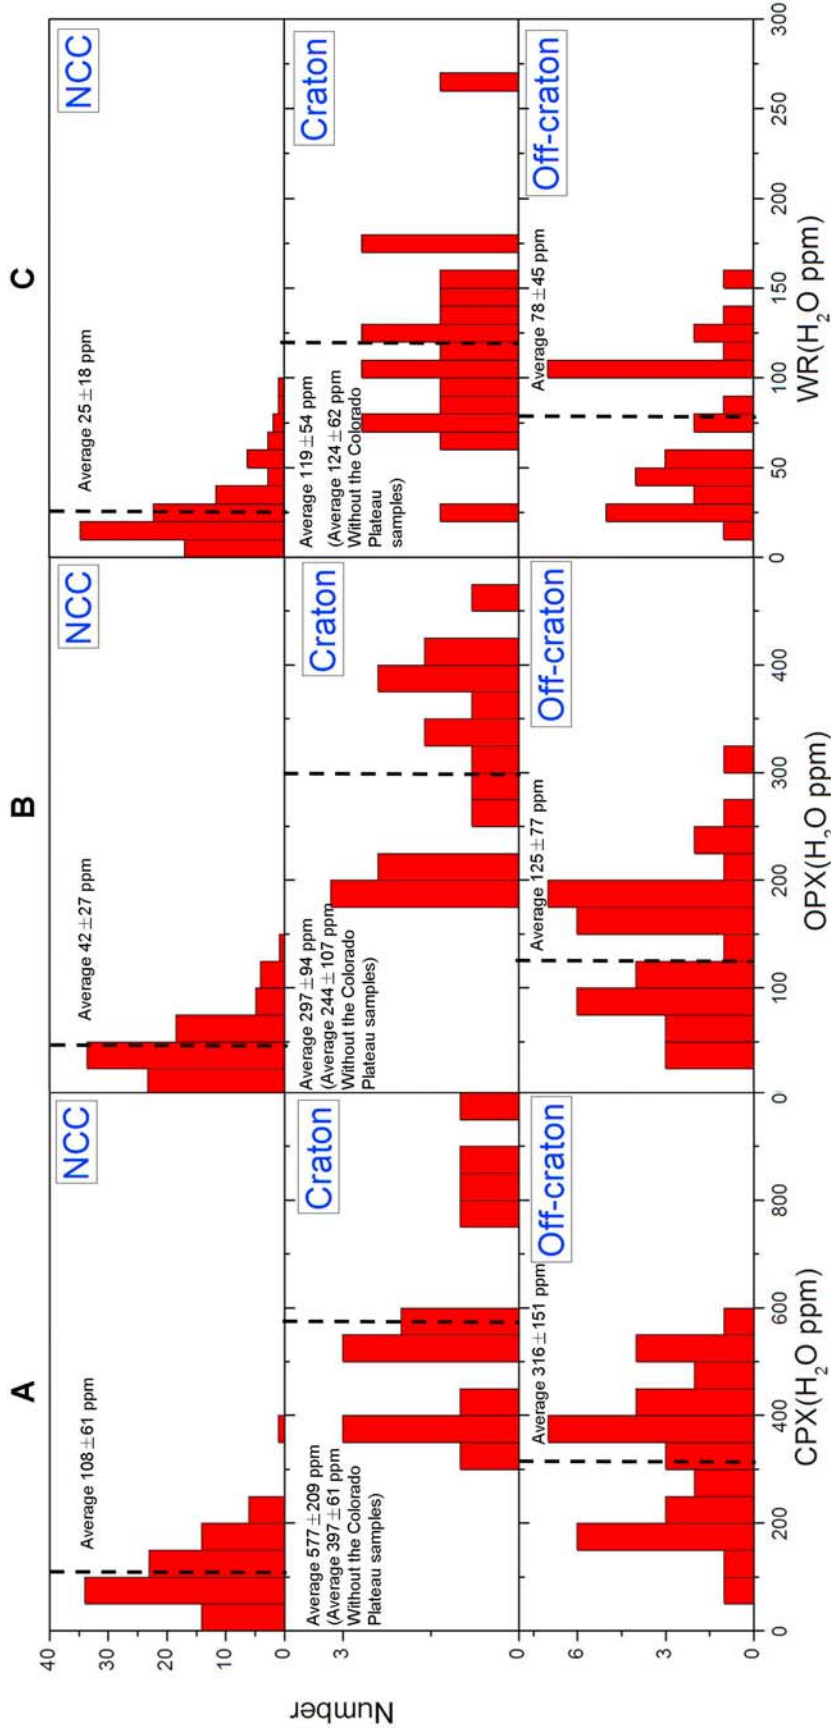 A
B
C
NCC
Average 108±61 ppm
NCC
Average 42±27 ppm
NCC
Average 25±18 ppm
40
20
0
Craton
Average 577±209 ppm
(Average 397±61 ppm
Without the Colorado
Plateau samples)
Craton
Average 297±94 ppm
(Average 244±107 ppm
Without the Colorado
Plateau samples)
Craton
Average 119±54 ppm
(Average 124±62 ppm
Without the Colorado
Plateau
samples)
3
0
Number
Off-craton
Average 316±151 ppm
Off-craton
Average 125±77 ppm
Off-craton
Average 78±45 ppm
6
3
0
0 200 400 600 800
0 100 200 300 400
0 50 100 150 200 250 300
CPX(H₂O ppm)
OPX(H₂O ppm)
WR(H₂O ppm)